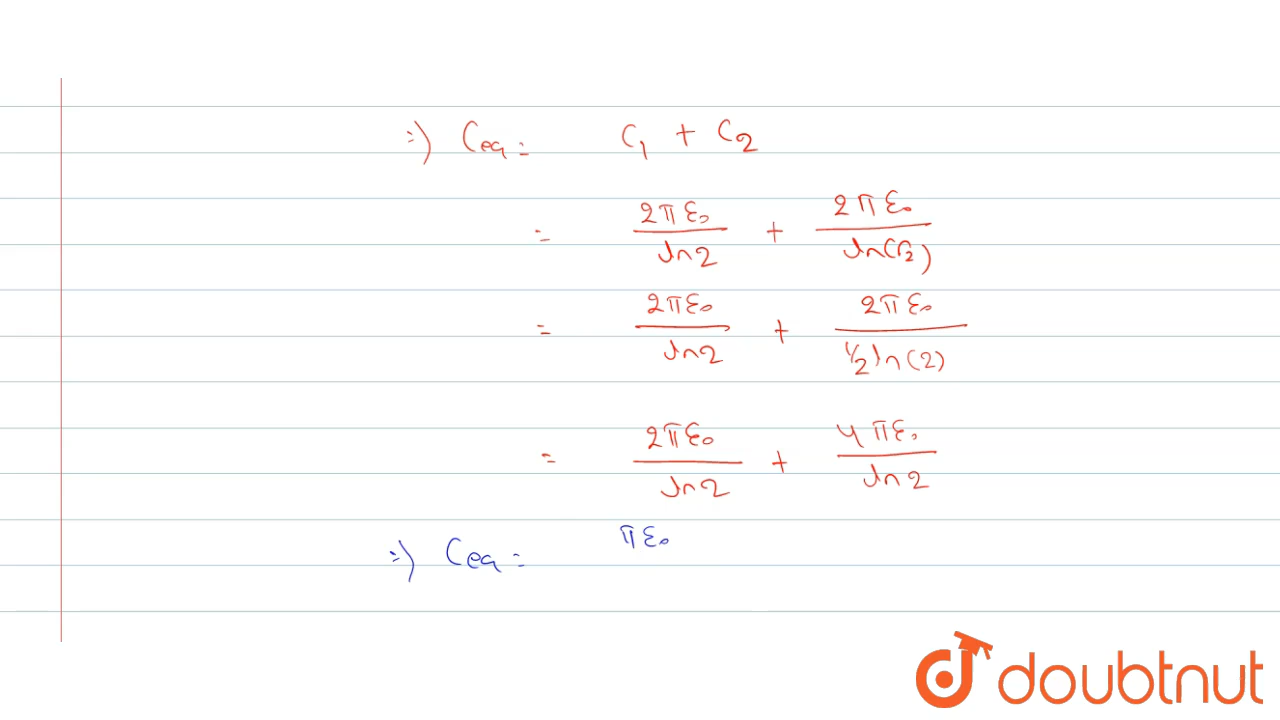 =) Ceq = C₁ + C₂
= 2πε₀/ln2 + 2πε₀/ln(√2)
= 2πε₀/ln2 + 2πε₀/½ln(2)
= 2πε₀/ln2 + 4πε₀/ln2
=) Ceq = πε₀
doubtnut